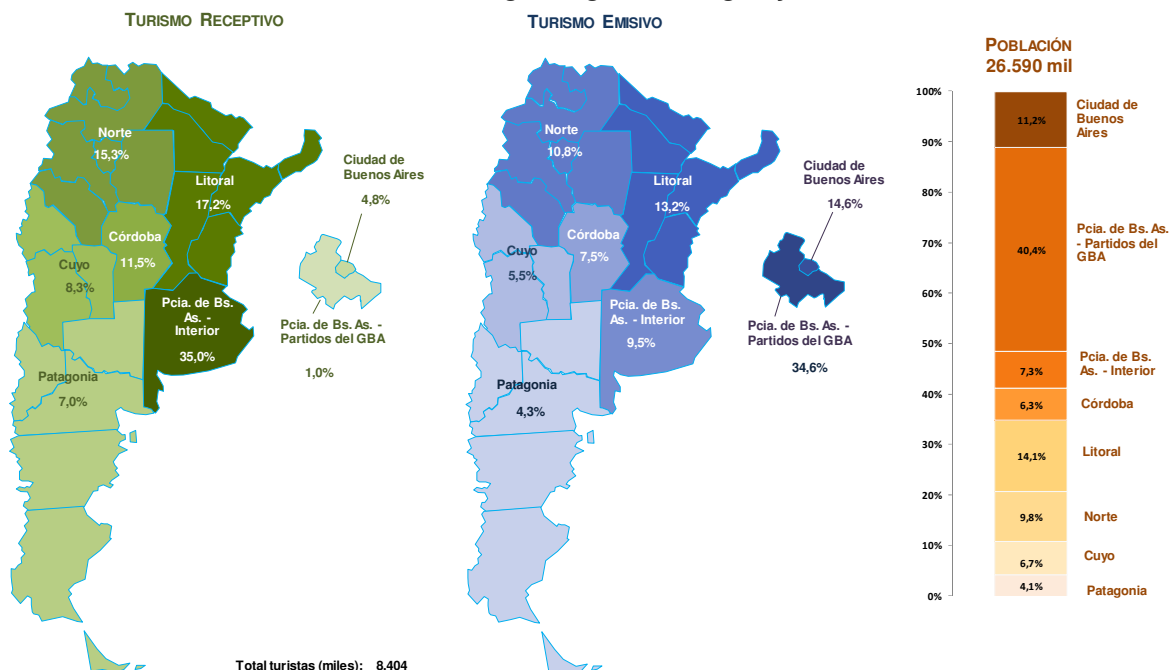 TURISMO RECEPTIVO
Norte
15,3%
Litoral
17,2%
Córdoba
11,5%
Cuyo
8,3%
Pcia. de Bs.
As. -
Interior
35,0%
Patagonia
7,0%
Ciudad de
Buenos Aires
4,8%
Pcia. de Bs. As. -
Partidos del GBA
1,0%
Total turistas (miles): 8.404
TURISMO EMISIVO
Norte
10,8%
Litoral
13,2%
Córdoba
7,5%
Cuyo
5,5%
Pcia. de Bs.
As. - Interior
9,5%
Patagonia
4,3%
Ciudad de
Buenos Aires
14,6%
Pcia. de Bs. As. -
Partidos del GBA
34,6%
POBLACIÓN
26.590 mil
100%
90%
80%
70%
60%
50%
40%
30%
20%
10%
0%
11,2%
40,4%
7,3%
6,3%
14,1%
9,8%
6,7%
4,1%
Ciudad de
Buenos
Aires
Pcia. de Bs. As.
- Partidos del
GBA
Pcia. de Bs.
As. - Interior
Córdoba
Litoral
Norte
Cuyo
Patagonia